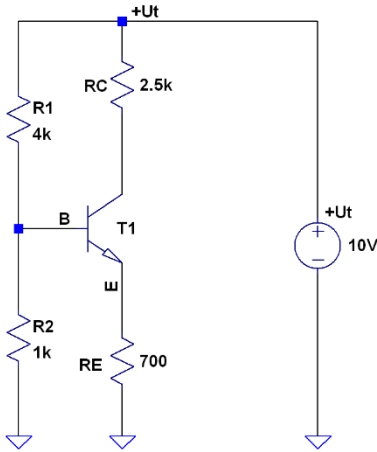 +Ut
RC 2.5k
R1
4k
B T1
+Ut
10V
E
R2
1k
RE 700